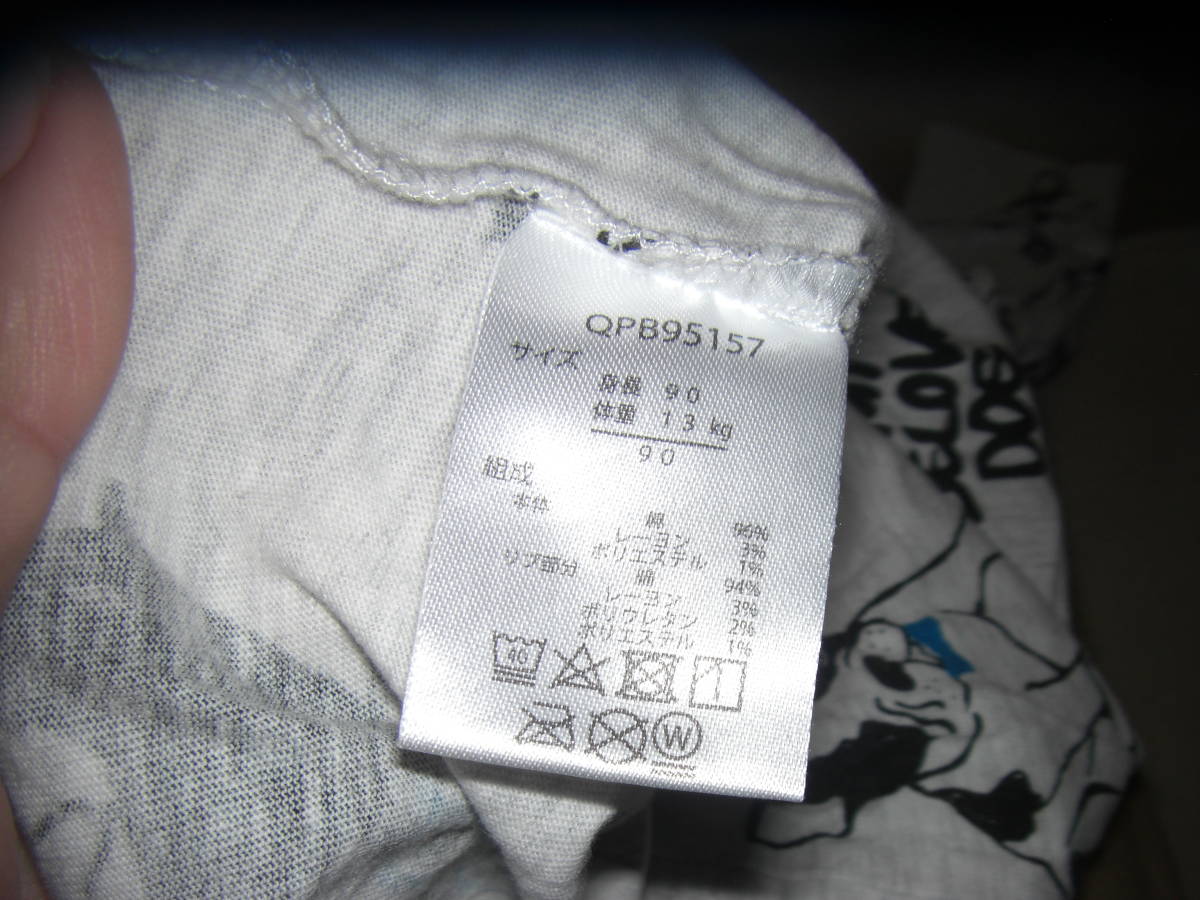 QPB95157
サイズ
身長 90
体重 13kg
90
組成
本体 綿 96%
レーヨン 3%
ポリエステル 1%
リブ部分 綿 94%
レーヨン 3%
ポリウレタン 2%
ポリエステル 1%
40
W
DOG